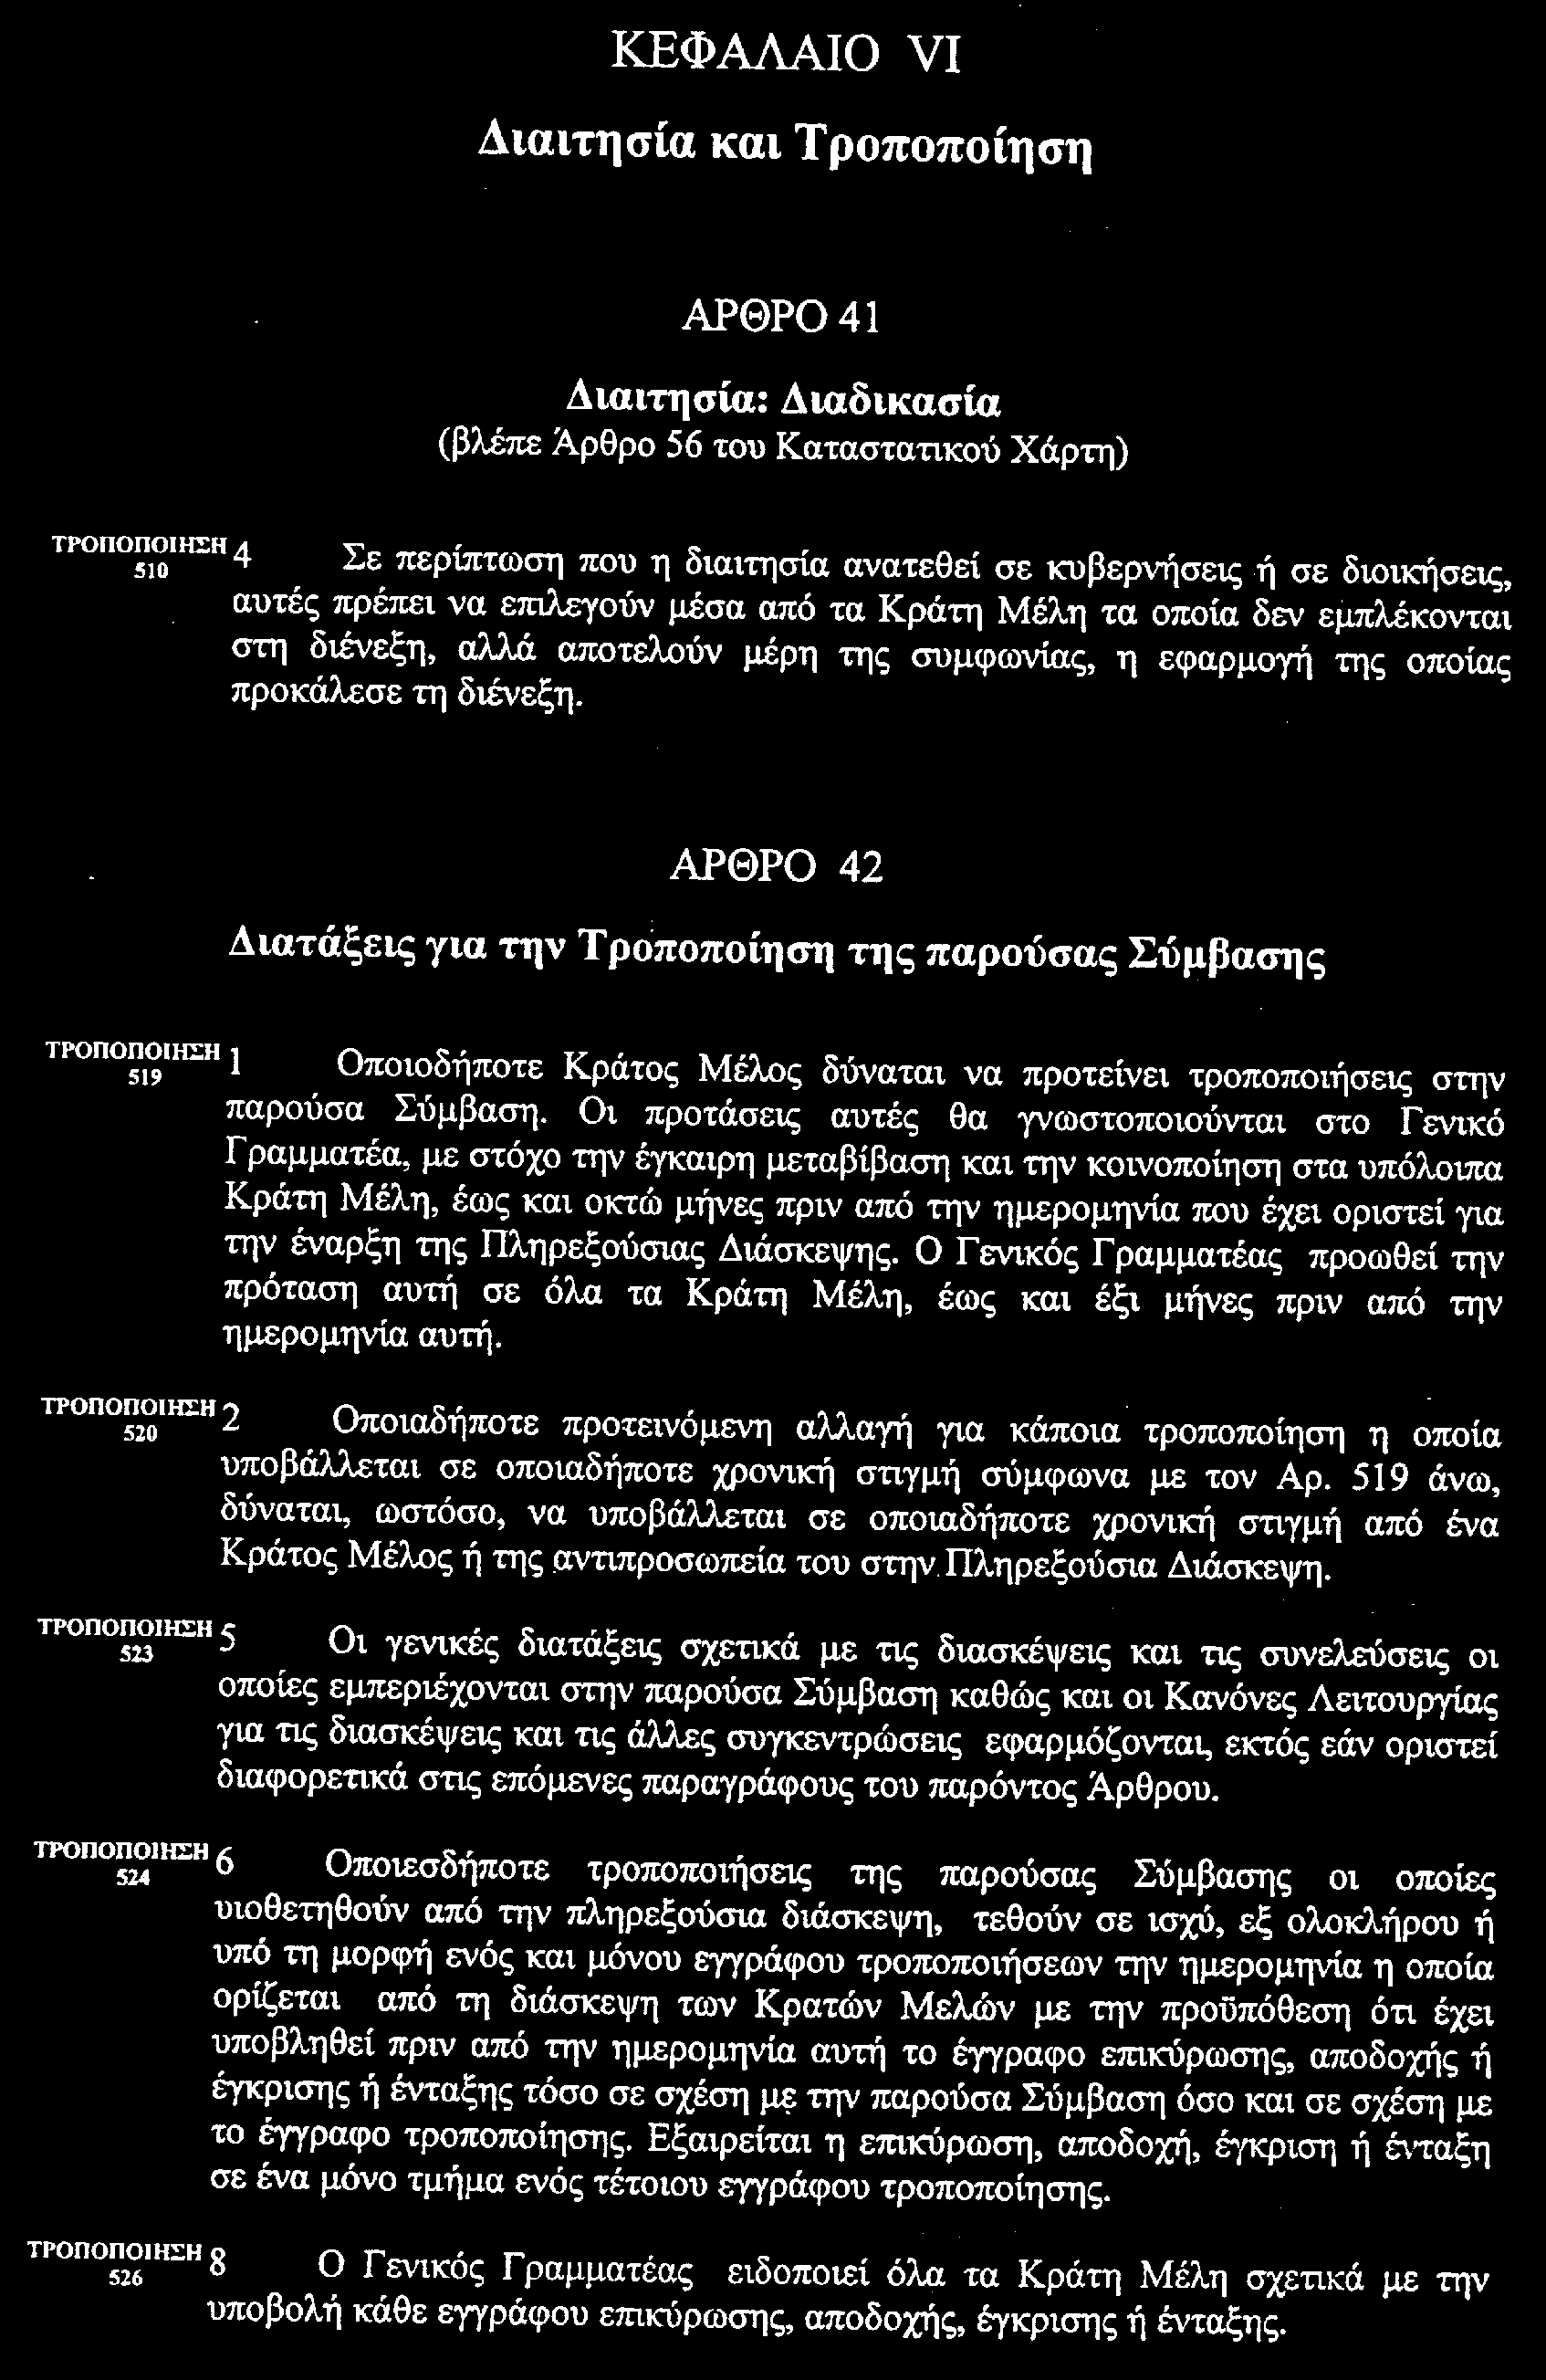 ΚΕΦΑΛΑΙΟ VI
Διαιτησία και Τροποποίηση
ΑΡΘΡΟ 41
Διαιτησία: Διαδικασία
(βλέπε Άρθρο 56 του Καταστατικού Χάρτη)
ΤΡΟΠΟΠΟΙΗΣΗ 4 Σε περίπτωση που η διαιτησία ανατεθεί σε κυβερνήσεις ή σε διοικήσεις,
510
αυτές πρέπει να επιλεγούν μέσα από τα Κράτη Μέλη τα οποία δεν εμπλέκονται
στη διένεξη, αλλά αποτελούν μέρη της συμφωνίας, η εφαρμογή της οποίας
προκάλεσε τη διένεξη.
ΑΡΘΡΟ 42
Διατάξεις για την Τροποποίηση της παρούσας Σύμβασης
ΤΡΟΠΟΠΟΙΗΣΗ 1 Οποιοδήποτε Κράτος Μέλος δύναται να προτείνει τροποποιήσεις στην
519
παρούσα Σύμβαση. Οι προτάσεις αυτές θα γνωστοποιούνται στο Γενικό
Γραμματέα, με στόχο την έγκαιρη μεταβίβαση και την κοινοποίηση στα υπόλοιπα
Κράτη Μέλη, έως και οκτώ μήνες πριν από την ημερομηνία που έχει οριστεί για
την έναρξη της Πληρεξούσιας Διάσκεψης. Ο Γενικός Γραμματέας προωθεί την
πρόταση αυτή σε όλα τα Κράτη Μέλη, έως και έξι μήνες πριν από την
ημερομηνία αυτή.
ΤΡΟΠΟΠΟΙΗΣΗ 2 Οποιαδήποτε προτεινόμενη αλλαγή για κάποια τροποποίηση η οποία
520
υποβάλλεται σε οποιαδήποτε χρονική στιγμή σύμφωνα με τον Αρ. 519 άνω,
δύναται, ωστόσο, να υποβάλλεται σε οποιαδήποτε χρονική στιγμή από ένα
Κράτος Μέλος ή της αντιπροσωπεία του στην Πληρεξούσια Διάσκεψη.
ΤΡΟΠΟΠΟΙΗΣΗ 5 Οι γενικές διατάξεις σχετικά με τις διασκέψεις και τις συνελεύσεις οι
523
οποίες εμπεριέχονται στην παρούσα Σύμβαση καθώς και οι Κανόνες Λειτουργίας
για τις διασκέψεις και τις άλλες συγκεντρώσεις εφαρμόζονται, εκτός εάν οριστεί
διαφορετικά στις επόμενες παραγράφους του παρόντος Άρθρου.
ΤΡΟΠΟΠΟΙΗΣΗ 6 Οποιεσδήποτε τροποποιήσεις της παρούσας Σύμβασης οι οποίες
524
υιοθετηθούν από την πληρεξούσια διάσκεψη, τεθούν σε ισχύ, εξ ολοκλήρου ή
υπό τη μορφή ενός και μόνου εγγράφου τροποποιήσεων την ημερομηνία η οποία
ορίζεται από τη διάσκεψη των Κρατών Μελών με την προϋπόθεση ότι έχει
υποβληθεί πριν από την ημερομηνία αυτή το έγγραφο επικύρωσης, αποδοχής ή
έγκρισης ή ένταξης τόσο σε σχέση με την παρούσα Σύμβαση όσο και σε σχέση με
το έγγραφο τροποποίησης. Εξαιρείται η επικύρωση, αποδοχή, έγκριση ή ένταξη
σε ένα μόνο τμήμα ενός τέτοιου εγγράφου τροποποίησης.
ΤΡΟΠΟΠΟΙΗΣΗ 8 Ο Γενικός Γραμματέας ειδοποιεί όλα τα Κράτη Μέλη σχετικά με την
526
υποβολή κάθε εγγράφου επικύρωσης, αποδοχής, έγκρισης ή ένταξης.